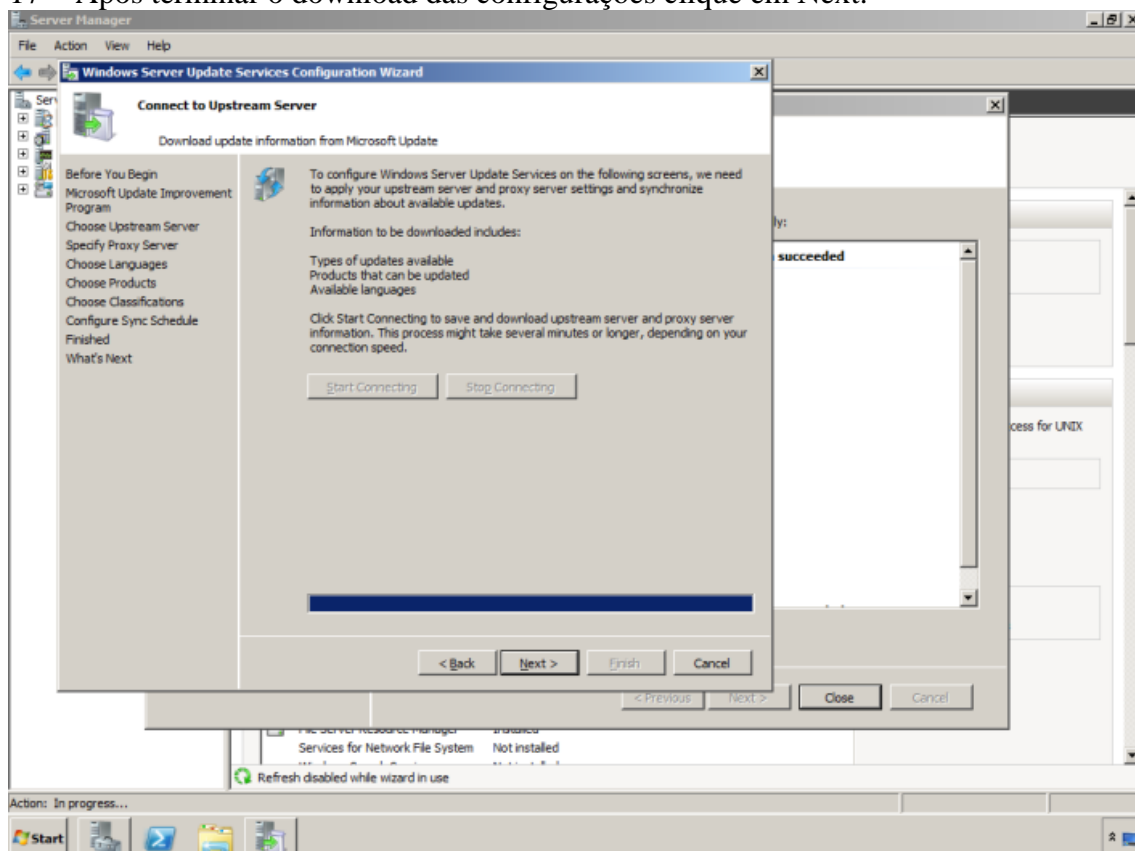 17 – Após terminar o download das configurações clique em Next.
Server Manager
File Action View Help
Windows Server Update Services Configuration Wizard
Connect to Upstream Server
Download update information from Microsoft Update
Before You Begin
Microsoft Update Improvement
Program
Choose Upstream Server
Specify Proxy Server
Choose Languages
Choose Products
Choose Classifications
Configure Sync Schedule
Finished
What's Next
To configure Windows Server Update Services on the following screens, we need
to apply your upstream server and proxy server settings and synchronize
information about available updates.
Information to be downloaded includes:
Types of updates available
Products that can be updated
Available languages
Click Start Connecting to save and download upstream server and proxy server
information. This process might take several minutes or longer, depending on your
connection speed.
Start Connecting Stop Connecting
< Back Next > Finish Cancel
ly:
succeeded
cess for UNIX
< Previous Next > Close Cancel
File Server Resource Manager Installed
Services for Network File System Not installed
Refresh disabled while wizard in use
Action: In progress...
Start